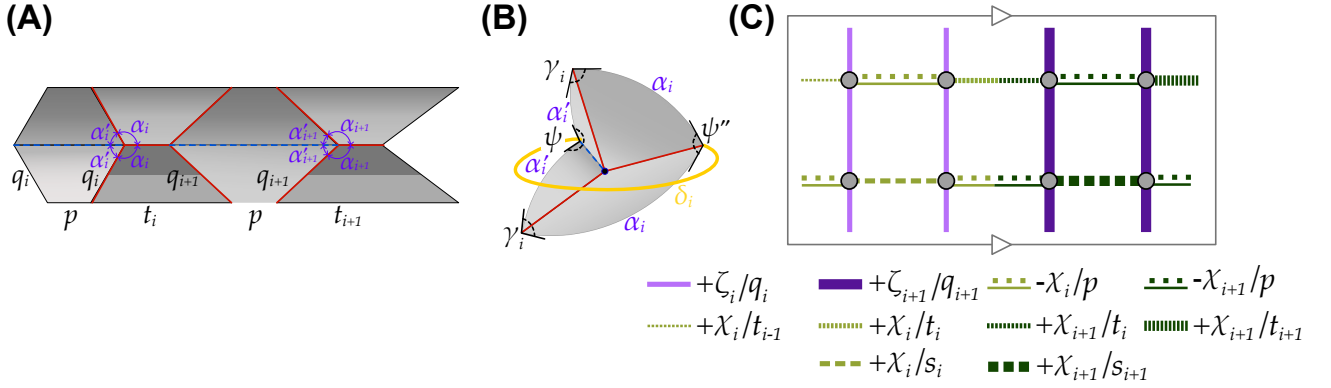 (A)
α'ᵢ αᵢ α'ᵢ₊₁ αᵢ₊₁
α'ᵢ αᵢ α'ᵢ₊₁ αᵢ₊₁
qᵢ qᵢ qᵢ₊₁ qᵢ₊₁
p tᵢ p tᵢ₊₁
(B)
γᵢ αᵢ
α'ᵢ
ψ ψ''
α'ᵢ
δᵢ
γᵢ αᵢ
(C)
+ζᵢ/qᵢ +ζᵢ₊₁/qᵢ₊₁ -χᵢ/p -χᵢ₊₁/p
+χᵢ/tᵢ₋₁ +χᵢ/tᵢ +χᵢ₊₁/tᵢ +χᵢ₊₁/tᵢ₊₁
+χᵢ/sᵢ +χᵢ₊₁/sᵢ₊₁